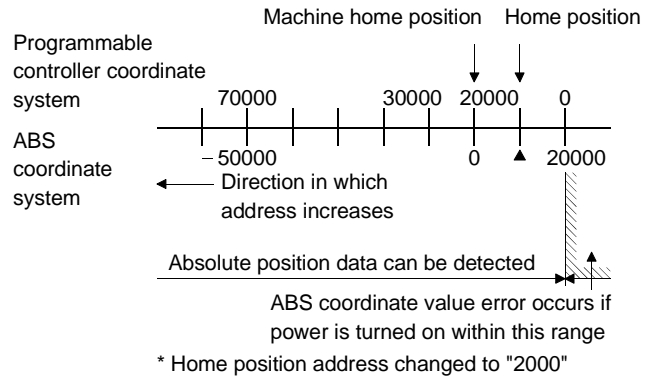 Machine home position
Home position
Programmable
controller coordinate
system
70000
30000
20000
0
ABS
coordinate
system
– 50000
0
20000
Direction in which
address increases
Absolute position data can be detected
ABS coordinate value error occurs if
power is turned on within this range
* Home position address changed to "2000"